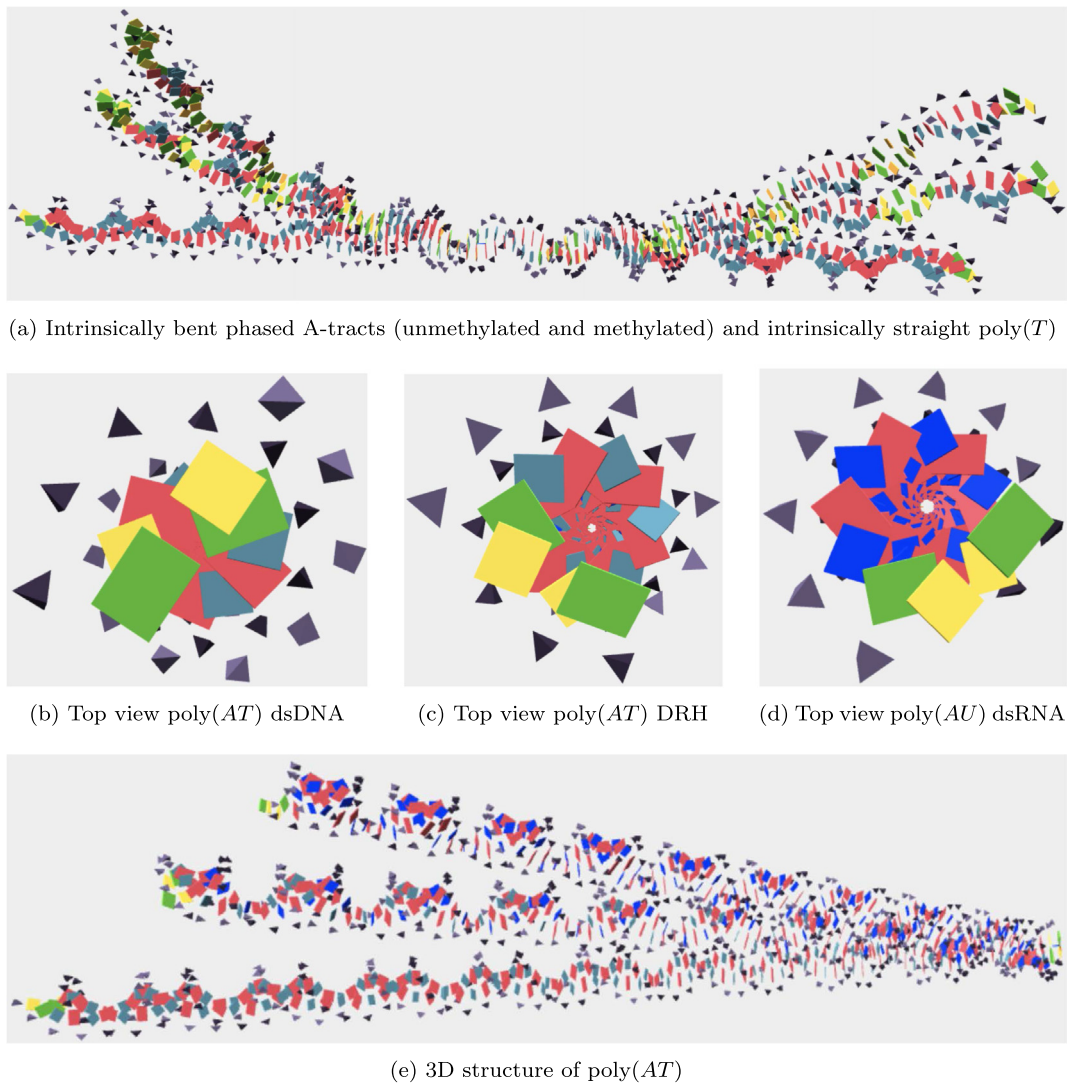 (a) Intrinsically bent phased A-tracts (unmethylated and methylated) and intrinsically straight poly(T)
(b) Top view poly(AT) dsDNA
(c) Top view poly(AT) DRH
(d) Top view poly(AU) dsRNA
(e) 3D structure of poly(AT)